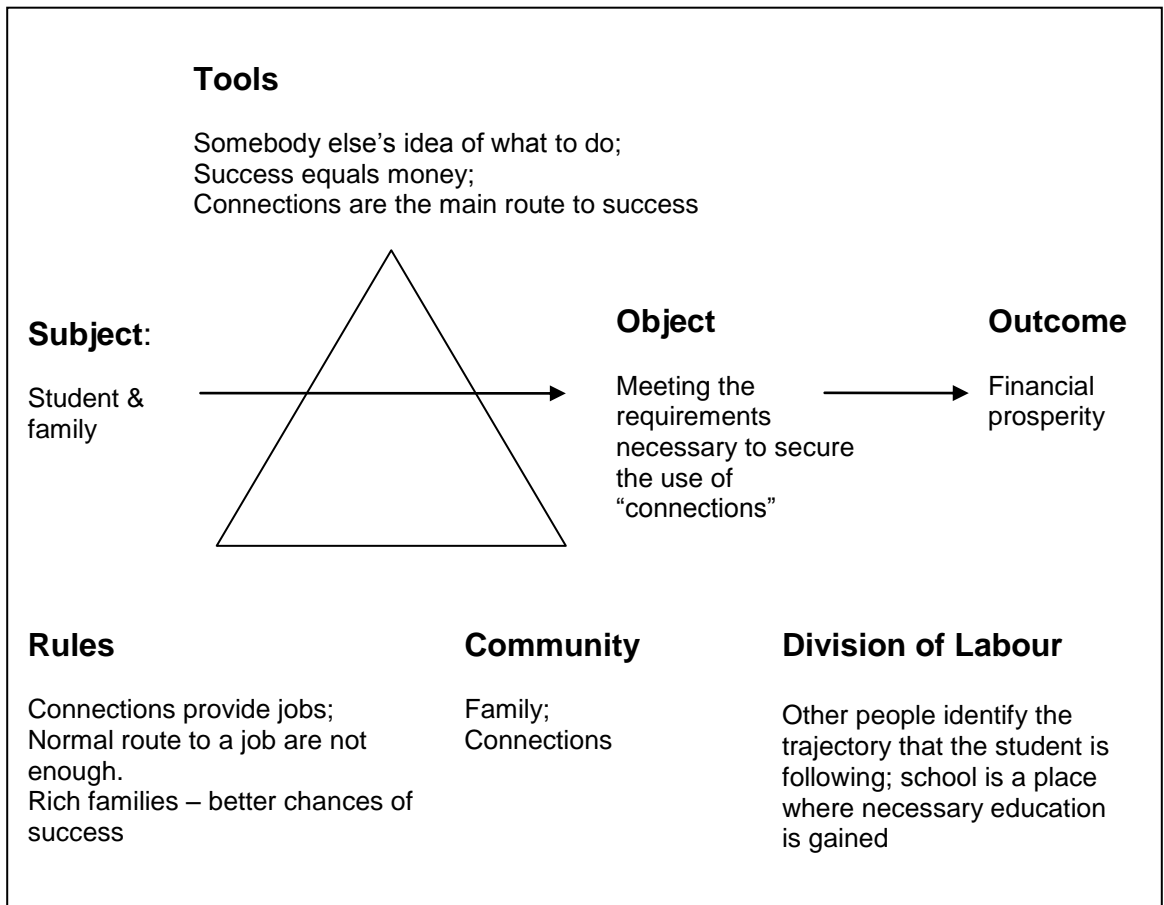 Tools
Somebody else’s idea of what to do;
Success equals money;
Connections are the main route to success
Subject:
Student &
family
Object
Meeting the
requirements
necessary to secure
the use of
“connections”
Outcome
Financial
prosperity
Rules
Connections provide jobs;
Normal route to a job are not
enough.
Rich families – better chances of
success
Community
Family;
Connections
Division of Labour
Other people identify the
trajectory that the student is
following; school is a place
where necessary education
is gained